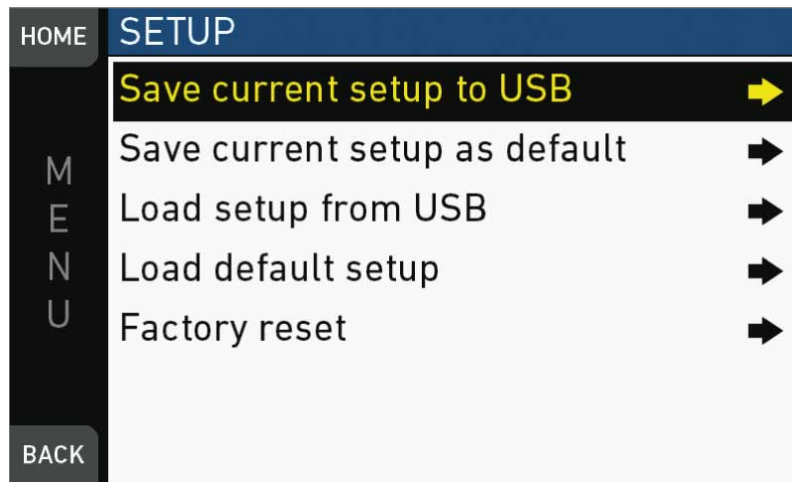 HOME
SETUP
Save current setup to USB
Save current setup as default
Load setup from USB
Load default setup
Factory reset
MENU
BACK